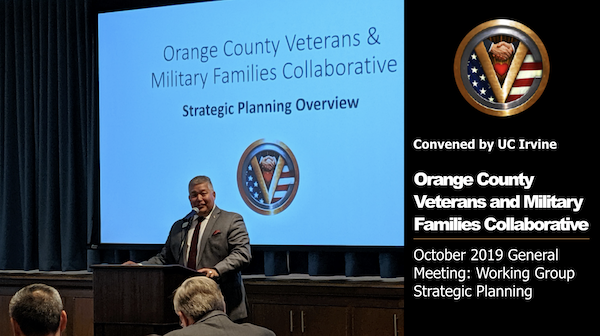 Orange County Veterans &
Military Families Collaborative
Strategic Planning Overview
V
V
Convened by UC Irvine
Orange County
Veterans and Military
Families Collaborative
October 2019 General
Meeting: Working Group
Strategic Planning